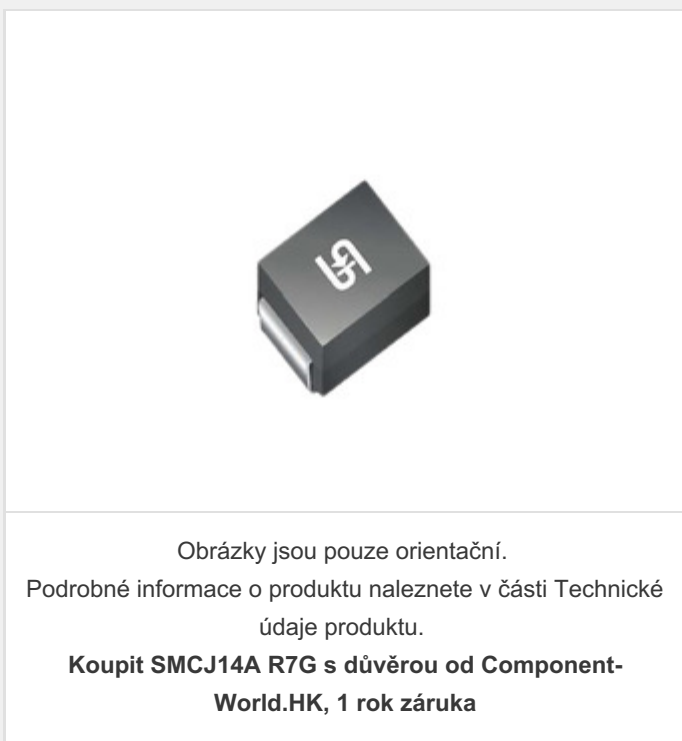 Obrázky jsou pouze orientační.
Podrobné informace o produktu naleznete v části Technické
údaje produktu.
Koupit SMCJ14A R7G s důvěrou od Component-
World.HK, 1 rok záruka